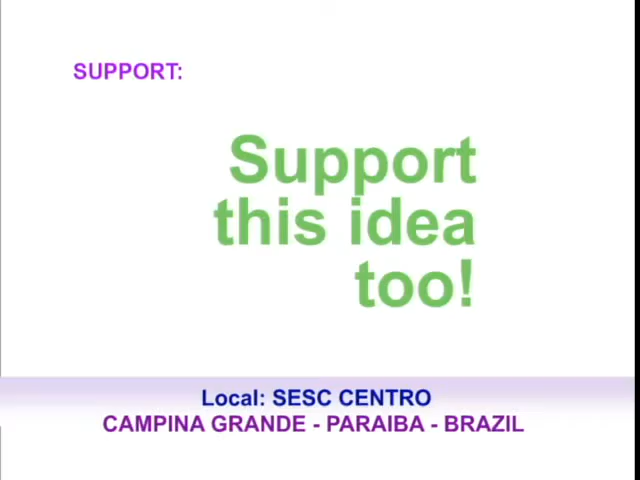 SUPPORT:
Support
this idea
too!
Local: SESC CENTRO
CAMPINA GRANDE - PARAIBA - BRAZIL